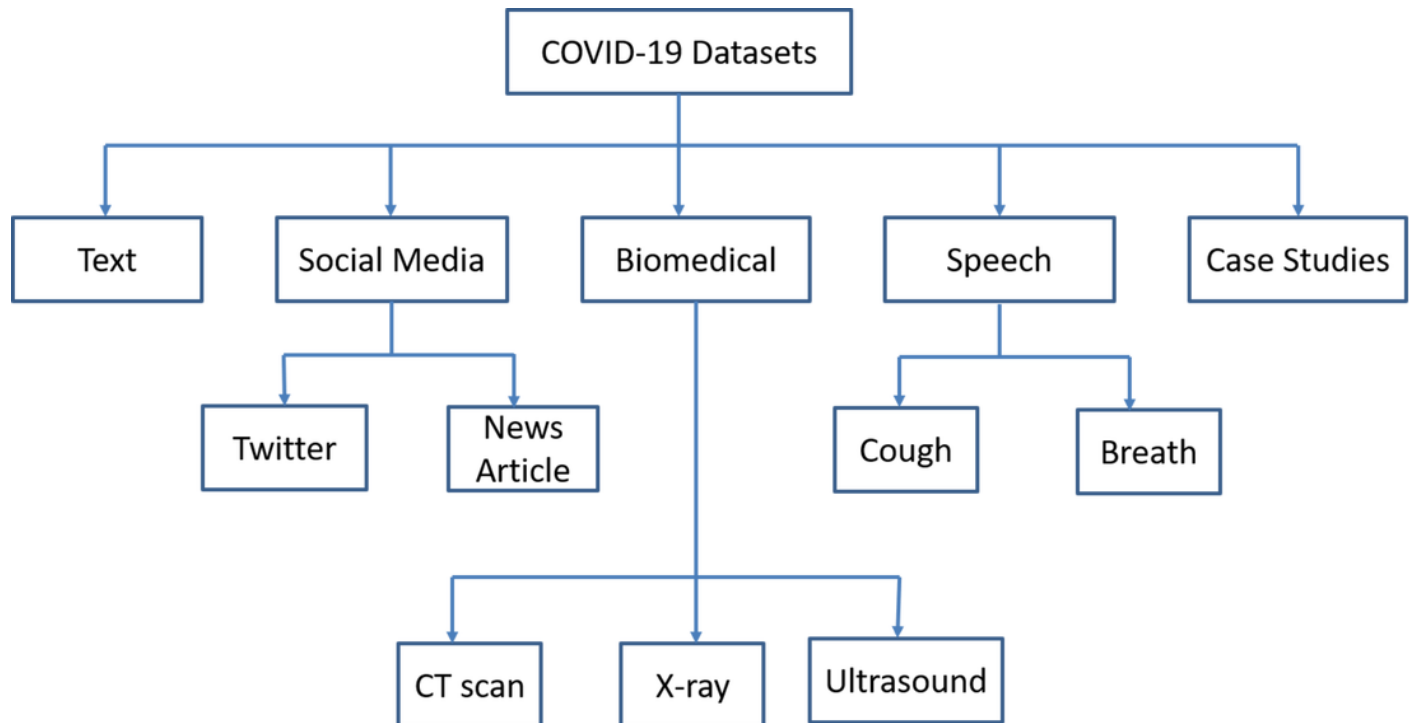 COVID-19 Datasets
Text
Social Media
Biomedical
Speech
Case Studies
Twitter
News
Article
Cough
Breath
CT scan
X-ray
Ultrasound